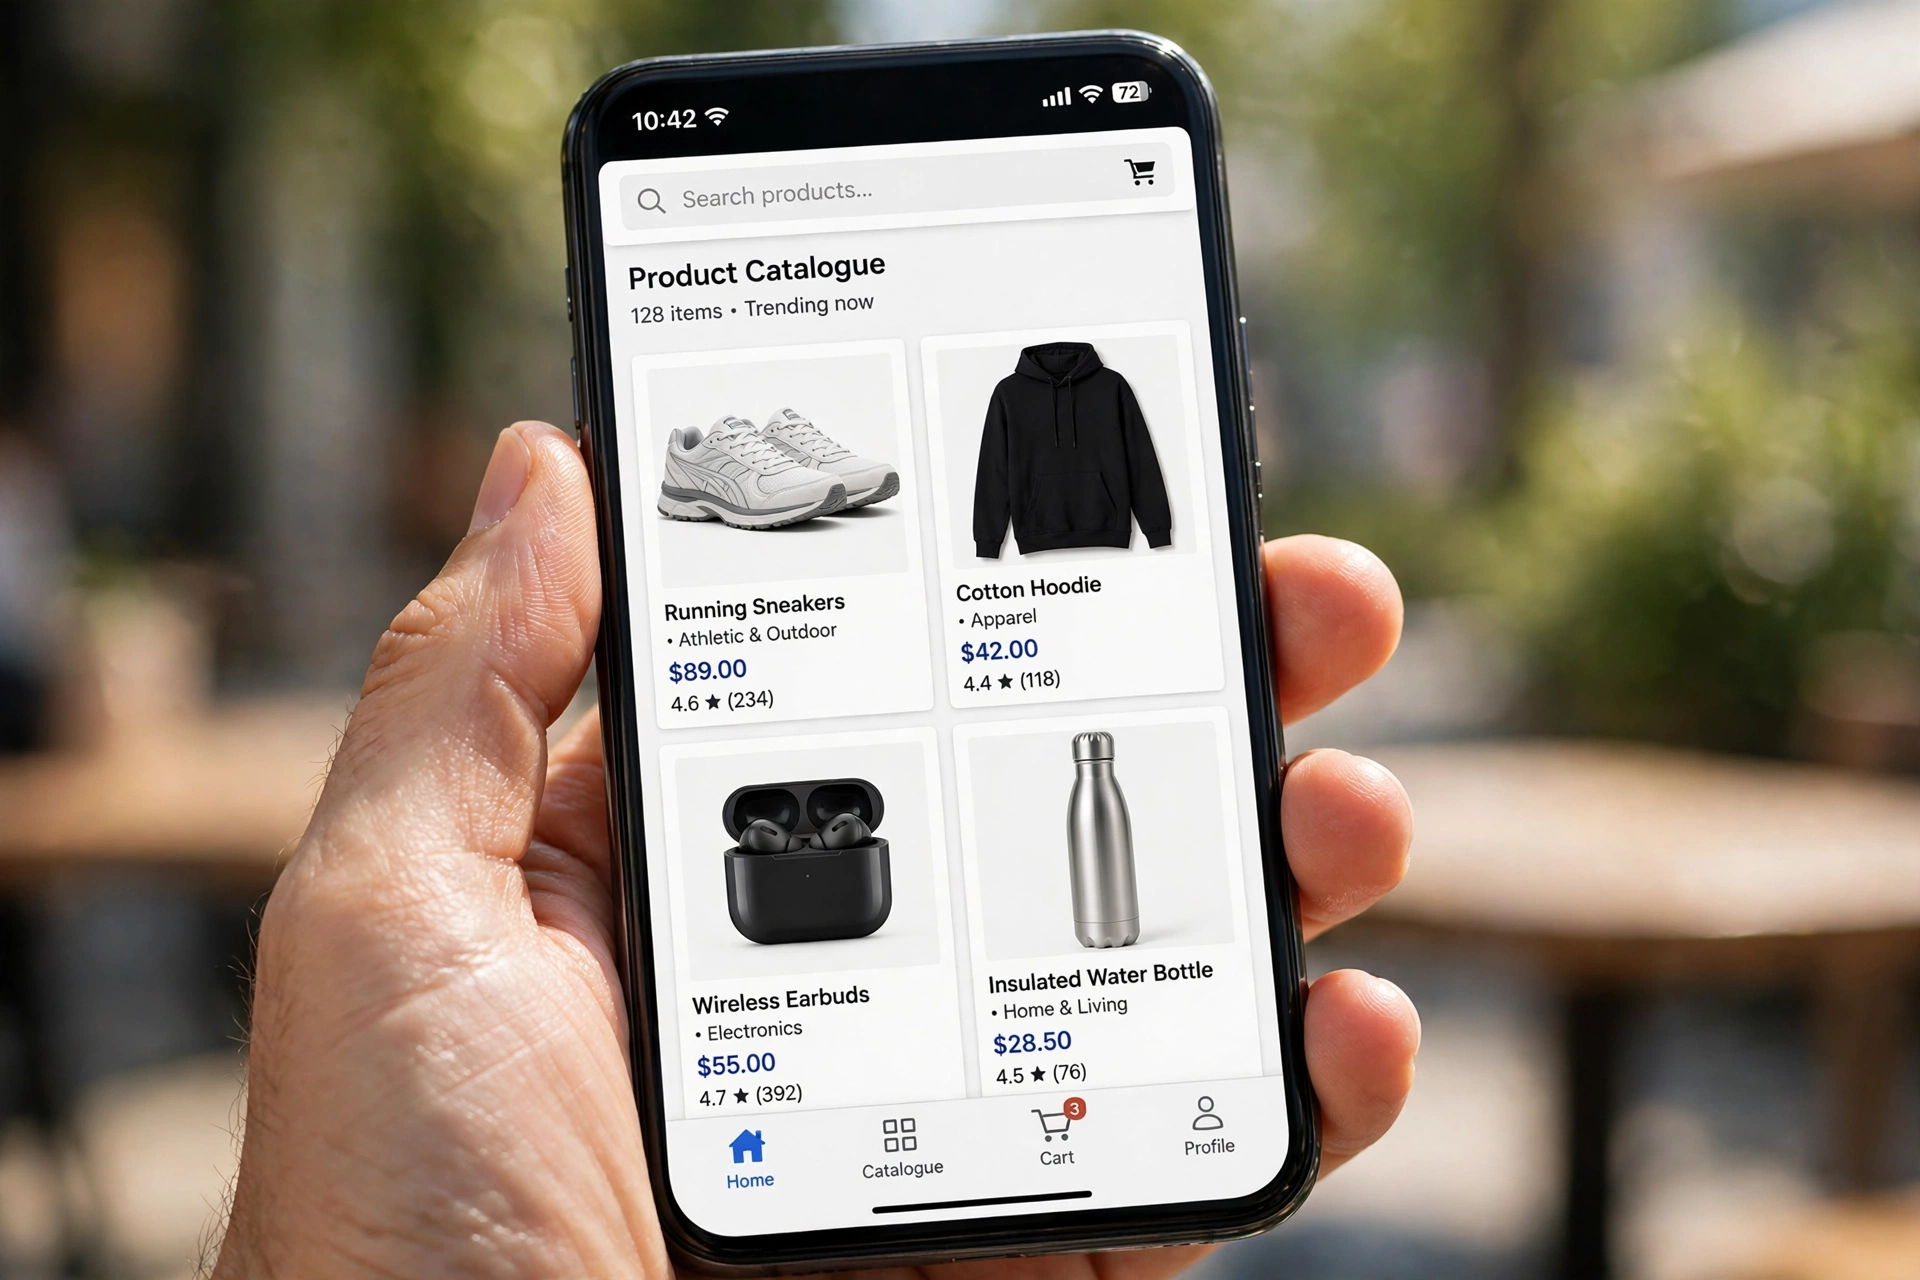 10:42
72
Search products...
Product Catalogue
128 items • Trending now
Running Sneakers
• Athletic & Outdoor
$89.00
4.6 ★ (234)
Cotton Hoodie
• Apparel
$42.00
4.4 ★ (118)
Wireless Earbuds
• Electronics
$55.00
4.7 ★ (392)
Insulated Water Bottle
• Home & Living
$28.50
4.5 ★ (76)
Home
Catalogue
3
Cart
Profile